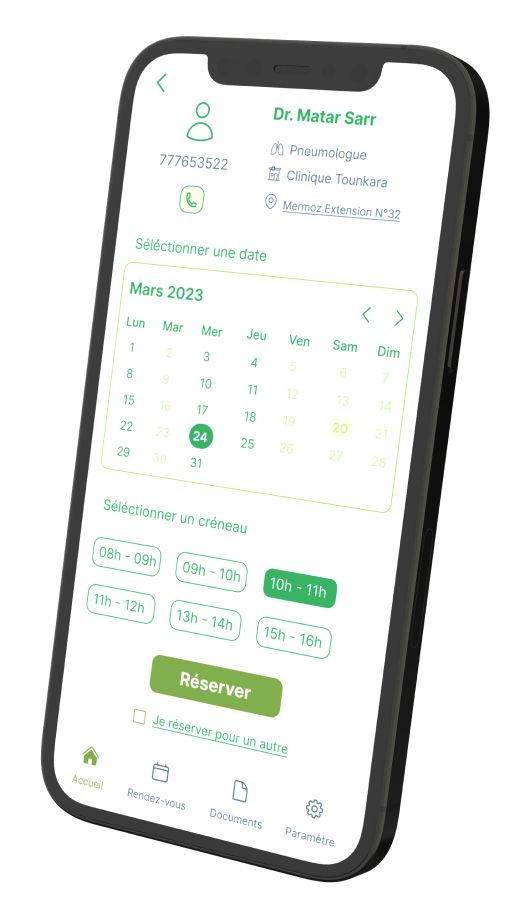 Dr. Matar Sarr
777653522
Pneumologue
Clinique Tounkara
Mermoz Extension N°32
Séléctionner une date
Mars 2023
Lun Mar Mer Jeu Ven Sam Dim
1 2 3 4 5 6 7
8 9 10 11 12 13 14
15 16 17 18 19 20 21
22 23 24 25 26 27 28
29 30 31
Séléctionner un créneau
08h - 09h 09h - 10h 10h - 11h
11h - 12h 13h - 14h 15h - 16h
Réserver
Je réserver pour un autre
Accueil Rendez-vous Documents Paramètre